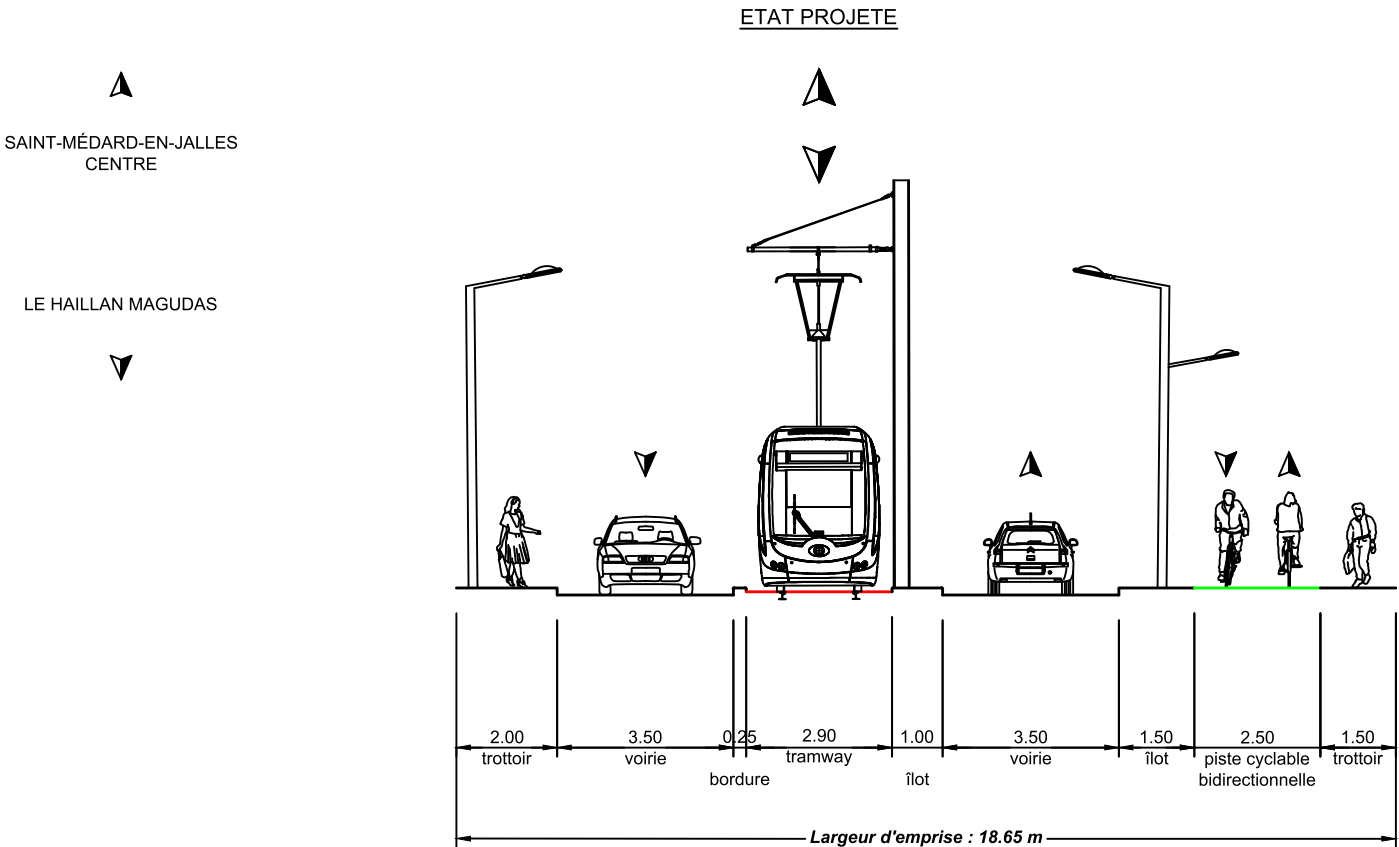 ETAT PROJETE
SAINT-MÉDARD-EN-JALLES
CENTRE
LE HAILLAN MAGUDAS
2.00
trottoir
3.50
voirie
0.25
bordure
2.90
tramway
1.00
îlot
3.50
voirie
1.50
îlot
2.50
piste cyclable
bidirectionnelle
1.50
trottoir
Largeur d'emprise : 18.65 m